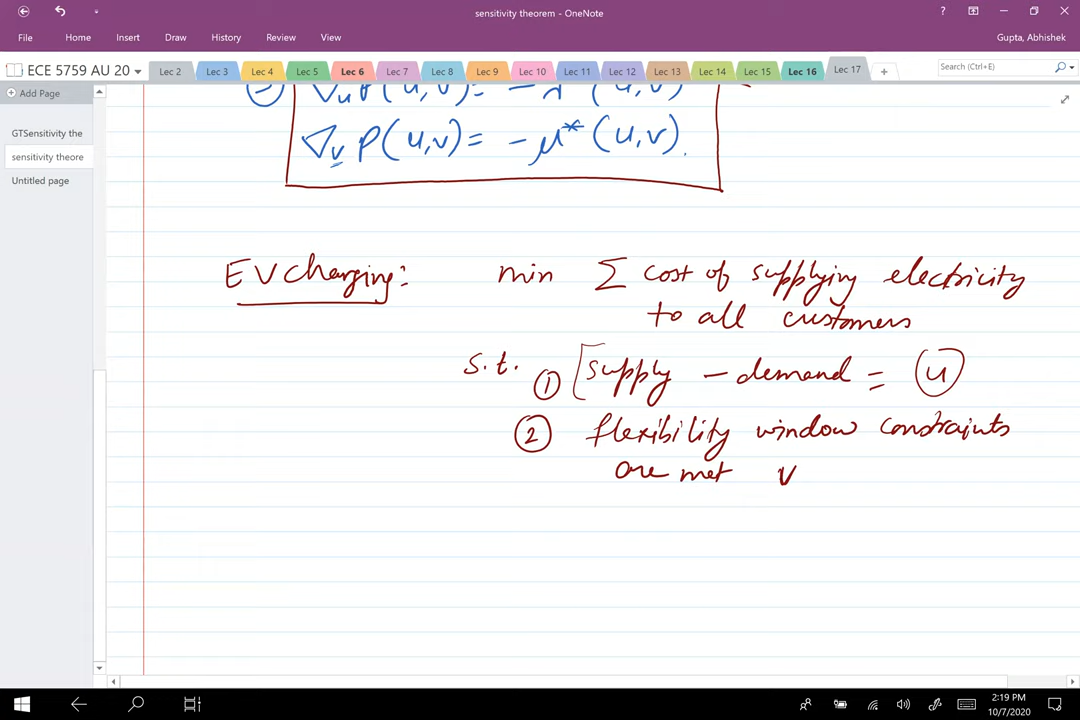 sensitivity theorem - OneNote
Gupta, Abhishek
File Home Insert Draw History Review View
ECE 5759 AU 20 Lec 2 Lec 3 Lec 4 Lec 5 Lec 6 Lec 7 Lec 8 Lec 9 Lec 10 Lec 11 Lec 12 Lec 13 Lec 14 Lec 15 Lec 16 Lec 17 Search (Ctrl+E)
Add Page
GTSensitivity the
sensitivity theore
Untitled page
∇u P(u,v) = -λ* (u,v)
∇v P(u,v) = -μ* (u,v).
EV charging: min Σ cost of supplying electricity
to all customers
s.t. ① [supply - demand = u
② flexibility window constraints
are met v
2:19 PM
10/7/2020